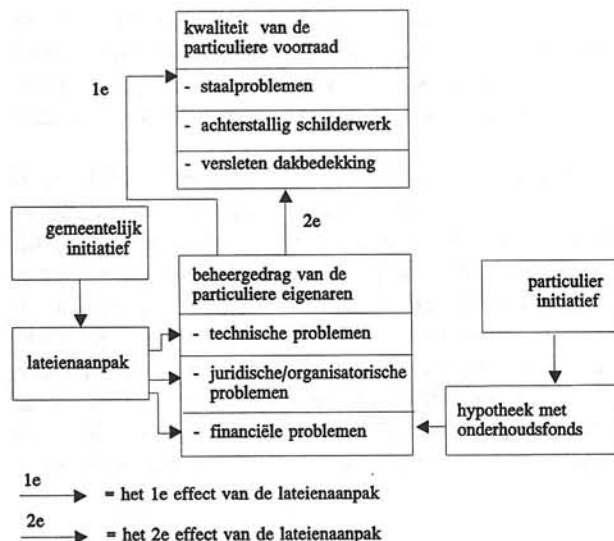 kwaliteit van de
particuliere voorraad
1e
- staalproblemen
- achterstallig schilderwerk
- versleten dakbedekking
2e
gemeentelijk
initiatief
beheergedrag van de
particuliere eigenaren
particulier
initiatief
- technische problemen
lateienaanpak
- juridische/organisatorische
problemen
hypotheek met
onderhoudsfonds
- financiële problemen
1e
= het 1e effect van de lateienaanpak
2e
= het 2e effect van de lateienaanpak